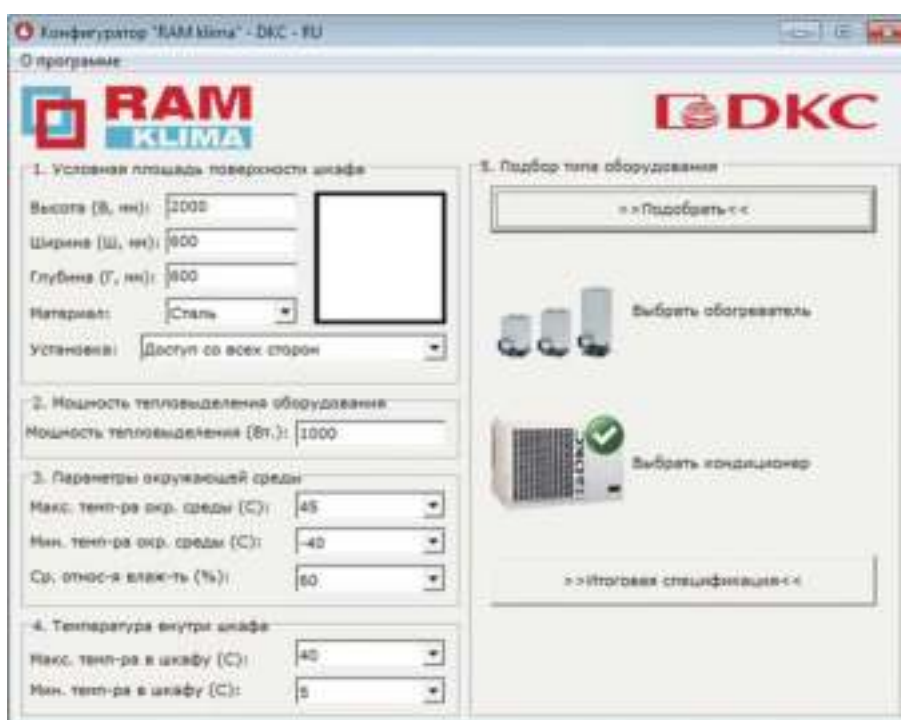 Конфигуратор "RAM klima" - DKC - RU
О программе
RAM
KLIMA
DKC
1. Условная площадь поверхности шкафа
Высота (В, мм): 2000
Ширина (Ш, мм): 600
Глубина (Г, мм): 600
Материал: Сталь
Установка: Доступ со всех сторон
2. Мощность тепловыделения оборудования
Мощность тепловыделения (Вт.): 1000
3. Параметры окружающей среды
Макс. темп-ра окр. среды (С): 45
Мин. темп-ра окр. среды (С): -40
Ср. относ-я влаж-ть (%): 60
4. Температура внутри шкафа
Макс. темп-ра в шкафу (С): 40
Мин. темп-ра в шкафу (С): 5
5. Подбор типа оборудования
>>Подобрать<<
Выбрать обогреватель
DKC
Выбрать кондиционер
>>Итоговая спецификация<<